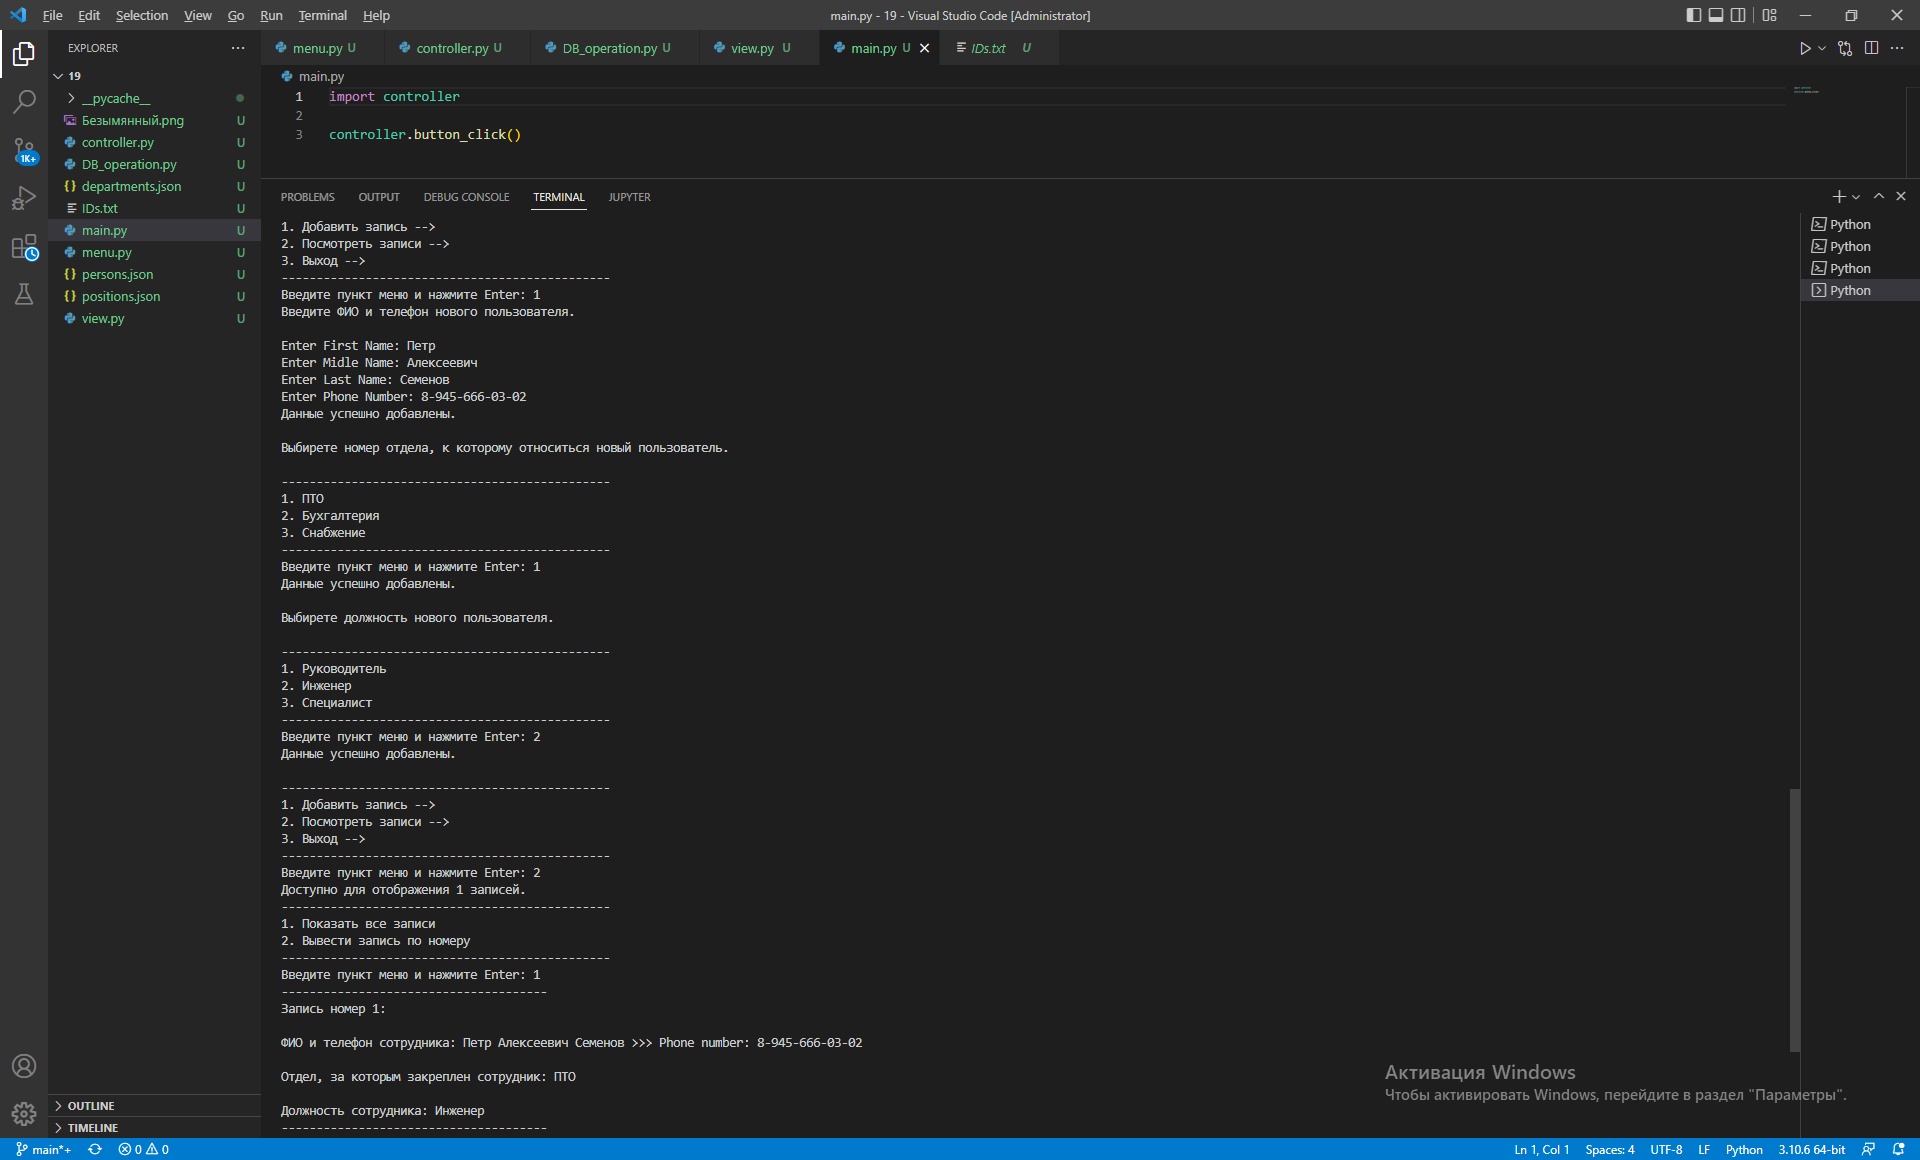 File Edit Selection View Go Run Terminal Help
main.py - 19 - Visual Studio Code [Administrator]
EXPLORER
menu.py U
controller.py U
DB_operation.py U
view.py U
main.py U
IDs.txt U
19
__pycache__
Безымянный.png U
controller.py U
DB_operation.py U
departments.json U
IDs.txt U
main.py U
menu.py U
persons.json U
positions.json U
view.py U
1K+
OUTLINE
TIMELINE
main.py
1 import controller
2
3 controller.button_click()
PROBLEMS OUTPUT DEBUG CONSOLE TERMINAL JUPYTER
1. Добавить запись -->
2. Посмотреть записи -->
3. Выход -->
-----------------------------------------------
Введите пункт меню и нажмите Enter: 1
Введите ФИО и телефон нового пользователя.
Enter First Name: Петр
Enter Midle Name: Алексеевич
Enter Last Name: Семенов
Enter Phone Number: 8-945-666-03-02
Данные успешно добавлены.
Выбирете номер отдела, к которому относиться новый пользователь.
-----------------------------------------------
1. ПТО
2. Бухгалтерия
3. Снабжение
-----------------------------------------------
Введите пункт меню и нажмите Enter: 1
Данные успешно добавлены.
Выбирете должность нового пользователя.
-----------------------------------------------
1. Руководитель
2. Инженер
3. Специалист
-----------------------------------------------
Введите пункт меню и нажмите Enter: 2
Данные успешно добавлены.
-----------------------------------------------
1. Добавить запись -->
2. Посмотреть записи -->
3. Выход -->
-----------------------------------------------
Введите пункт меню и нажмите Enter: 2
Доступно для отображения 1 записей.
-----------------------------------------------
1. Показать все записи
2. Вывести запись по номеру
-----------------------------------------------
Введите пункт меню и нажмите Enter: 1
--------------------------------------
Запись номер 1:
ФИО и телефон сотрудника: Петр Алексеевич Семенов >>> Phone number: 8-945-666-03-02
Отдел, за которым закреплен сотрудник: ПТО
Должность сотрудника: Инженер
--------------------------------------
Python
Python
Python
Python
Активация Windows
Чтобы активировать Windows, перейдите в раздел "Параметры".
main*+ 0 0
Ln 1, Col 1 Spaces: 4 UTF-8 LF Python 3.10.6 64-bit